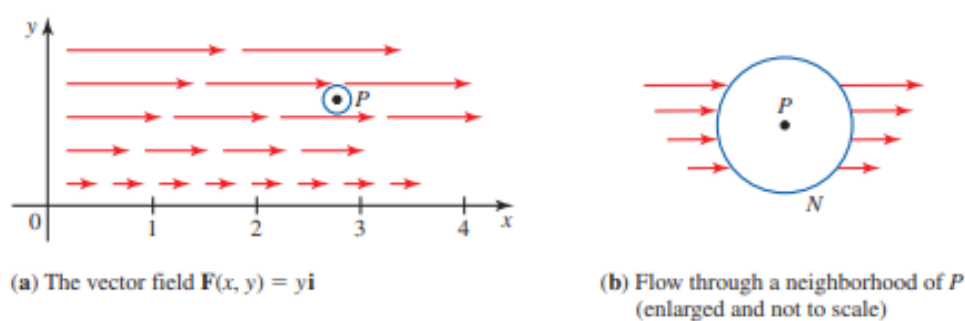 y
P
0
1
2
3
4
x
(a) The vector field F(x, y) = yi
P
N
(b) Flow through a neighborhood of P
(enlarged and not to scale)